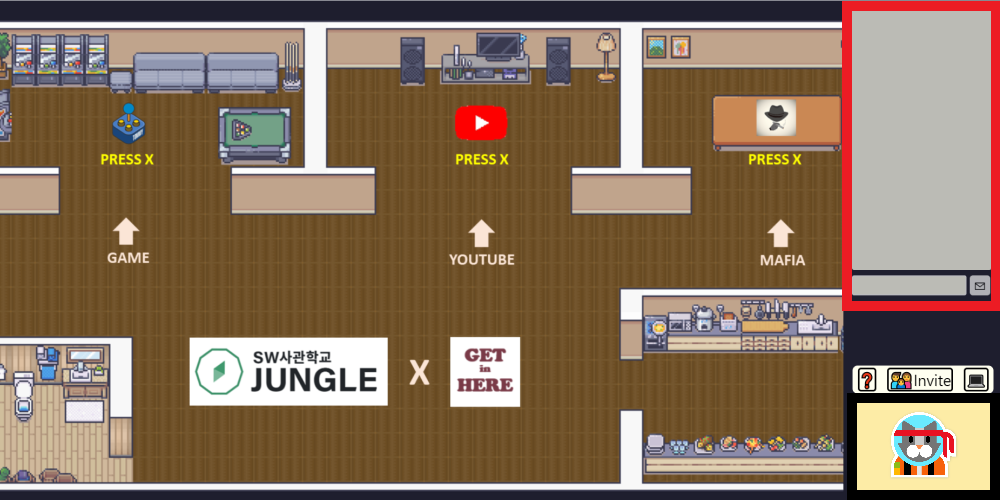 PRESS X
PRESS X
PRESS X
GAME
YOUTUBE
MAFIA
SW사관학교
JUNGLE
X
GET
in
HERE
?
Invite